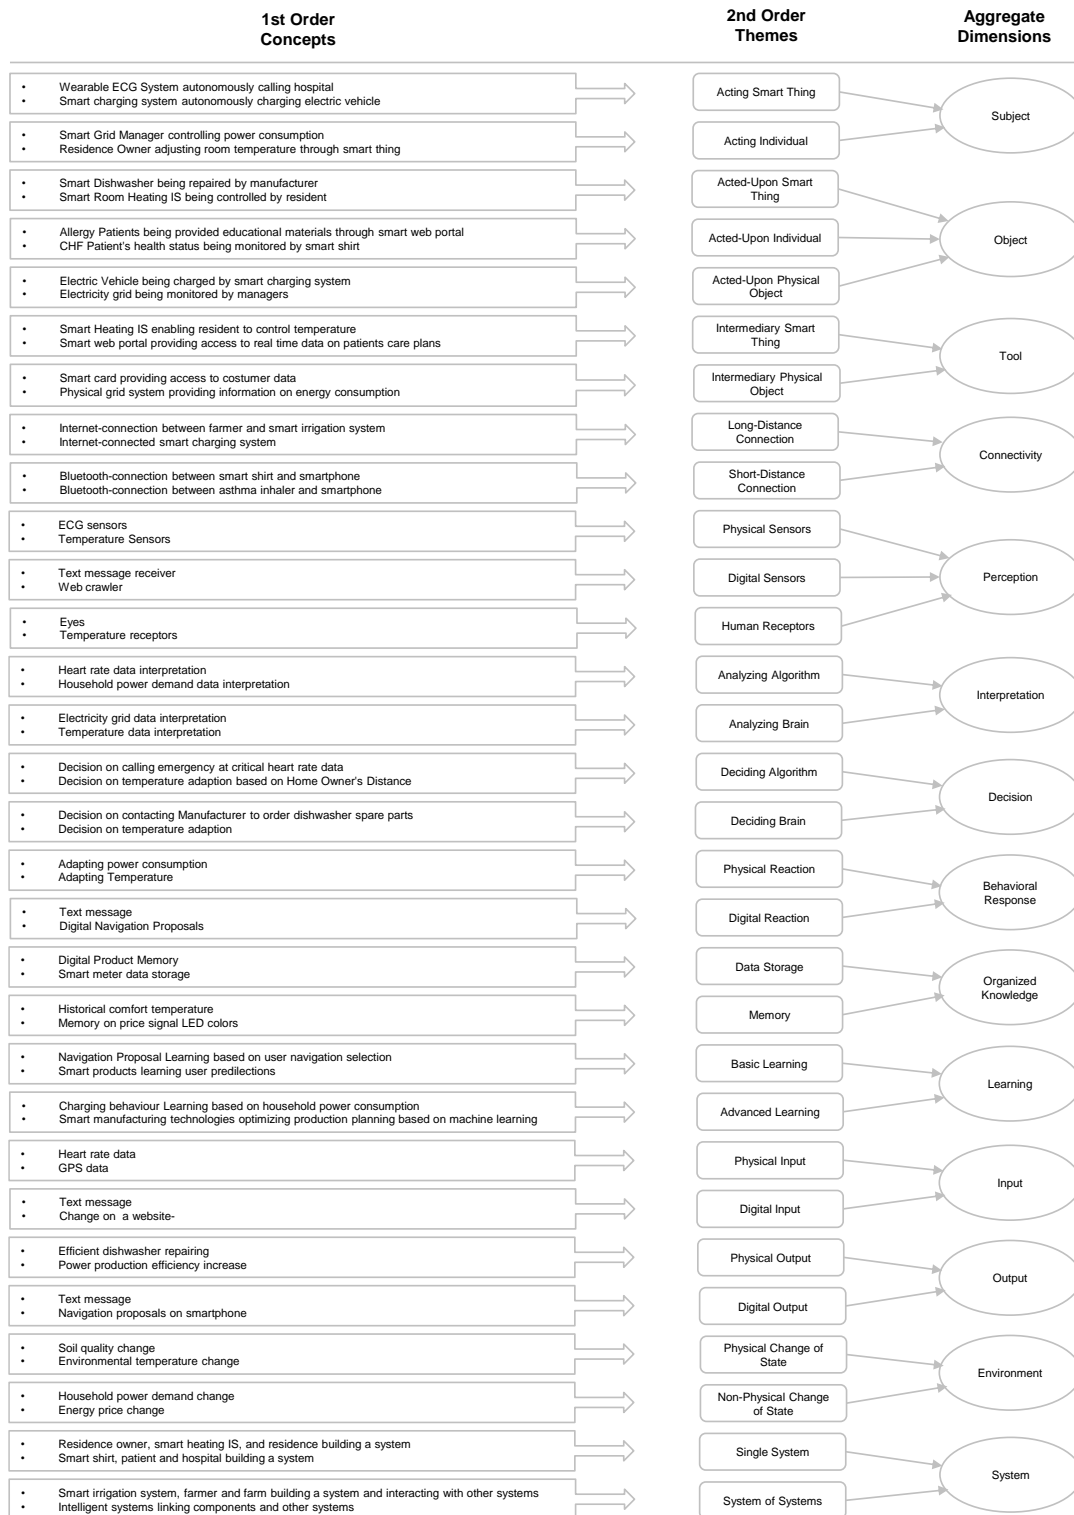 1st Order
Concepts
2nd Order
Themes
Aggregate
Dimensions
• Wearable ECG System autonomously calling hospital
• Smart charging system autonomously charging electric vehicle
Acting Smart Thing
Subject
• Smart Grid Manager controlling power consumption
• Residence Owner adjusting room temperature through smart thing
Acting Individual
• Smart Dishwasher being repaired by manufacturer
• Smart Room Heating IS being controlled by resident
Acted-Upon Smart
Thing
• Allergy Patients being provided educational materials through smart web portal
• CHF Patient's health status being monitored by smart shirt
Acted-Upon Individual
Object
• Electric Vehicle being charged by smart charging system
• Electricity grid being monitored by managers
Acted-Upon Physical
Object
• Smart Heating IS enabling resident to control temperature
• Smart web portal providing access to real time data on patients care plans
Intermediary Smart
Thing
Tool
• Smart card providing access to costumer data
• Physical grid system providing information on energy consumption
Intermediary Physical
Object
• Internet-connection between farmer and smart irrigation system
• Internet-connected smart charging system
Long-Distance
Connection
Connectivity
• Bluetooth-connection between smart shirt and smartphone
• Bluetooth-connection between asthma inhaler and smartphone
Short-Distance
Connection
• ECG sensors
• Temperature Sensors
Physical Sensors
• Text message receiver
• Web crawler
Digital Sensors
Perception
• Eyes
• Temperature receptors
Human Receptors
• Heart rate data interpretation
• Household power demand data interpretation
Analyzing Algorithm
Interpretation
• Electricity grid data interpretation
• Temperature data interpretation
Analyzing Brain
• Decision on calling emergency at critical heart rate data
• Decision on temperature adaption based on Home Owner's Distance
Deciding Algorithm
Decision
• Decision on contacting Manufacturer to order dishwasher spare parts
• Decision on temperature adaption
Deciding Brain
• Adapting power consumption
• Adapting Temperature
Physical Reaction
Behavioral
Response
• Text message
• Digital Navigation Proposals
Digital Reaction
• Digital Product Memory
• Smart meter data storage
Data Storage
Organized
Knowledge
• Historical comfort temperature
• Memory on price signal LED colors
Memory
• Navigation Proposal Learning based on user navigation selection
• Smart products learning user predilections
Basic Learning
Learning
• Charging behaviour Learning based on household power consumption
• Smart manufacturing technologies optimizing production planning based on machine learning
Advanced Learning
• Heart rate data
• GPS data
Physical Input
Input
• Text message
• Change on a website-
Digital Input
• Efficient dishwasher repairing
• Power production efficiency increase
Physical Output
Output
• Text message
• Navigation proposals on smartphone
Digital Output
• Soil quality change
• Environmental temperature change
Physical Change of
State
Environment
• Household power demand change
• Energy price change
Non-Physical Change
of State
• Residence owner, smart heating IS, and residence building a system
• Smart shirt, patient and hospital building a system
Single System
System
• Smart irrigation system, farmer and farm building a system and interacting with other systems
• Intelligent systems linking components and other systems
System of Systems